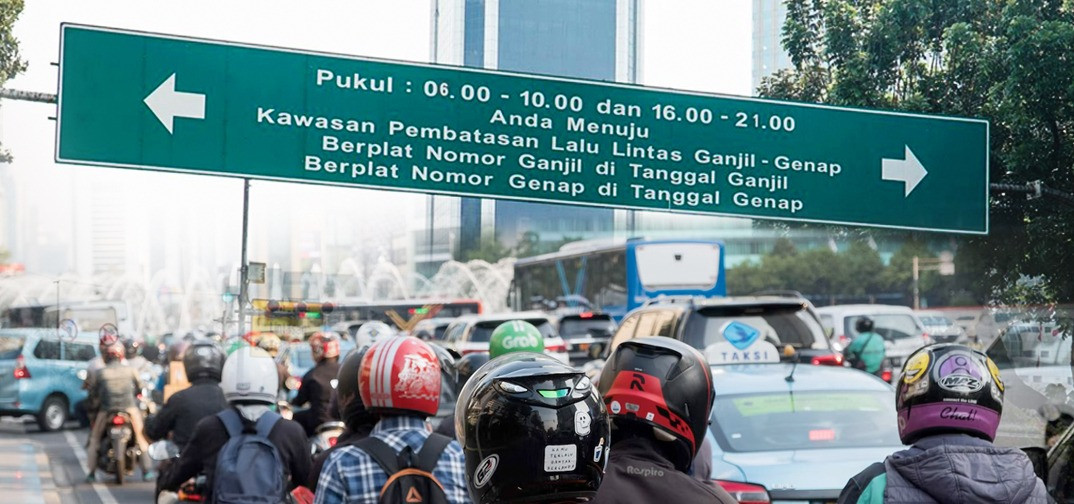 Pukul : 06.00 - 10.00 dan 16.00 - 21.00
Anda Menuju
Kawasan Pembatasan Lalu Lintas Ganjil - Genap
Berplat Nomor Ganjil di Tanggal Ganjil
Berplat Nomor Genap di Tanggal Genap
Grab
TAKSI
Respiro